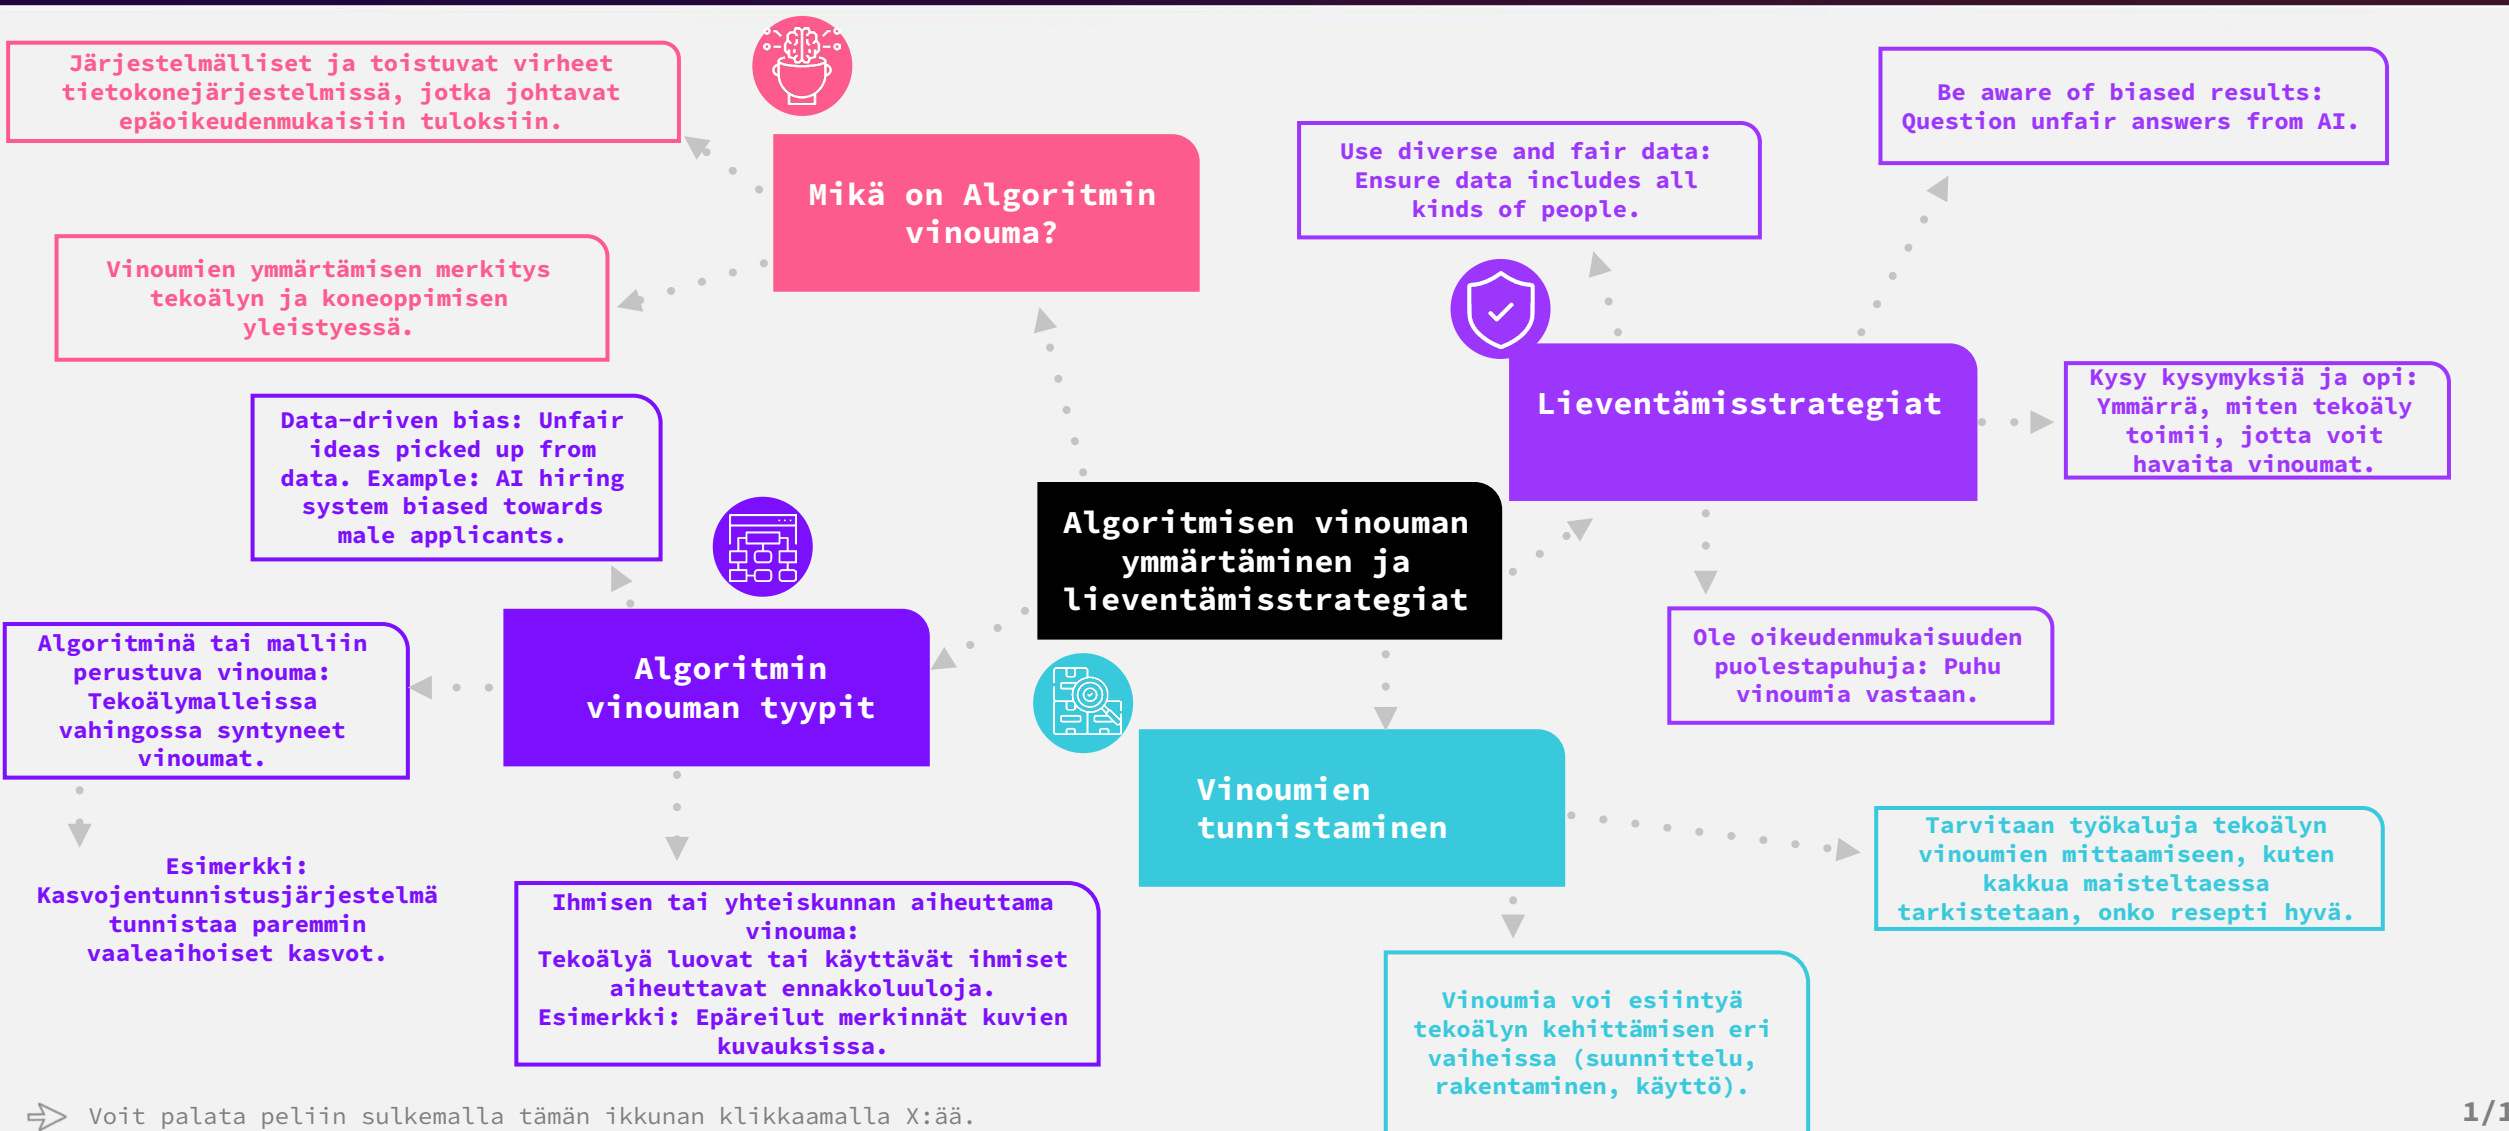 Järjestelmälliset ja toistuvat virheet
tietokonejärjestelmissä, jotka johtavat
epäoikeudenmukaisiin tuloksiin.
Mikä on Algoritmin
vinouma?
Vinoumien ymmärtämisen merkitys
tekoälyn ja koneoppimisen
yleistyessä.
Use diverse and fair data:
Ensure data includes all
kinds of people.
Be aware of biased results:
Question unfair answers from AI.
Lieventämisstrategiat
Kysy kysymyksiä ja opi:
Ymmärrä, miten tekoäly
toimii, jotta voit
havaita vinoumat.
Ole oikeudenmukaisuuden
puolestapuhuja: Puhu
vinoumia vastaan.
Algoritmisen vinouman
ymmärtäminen ja
lieventämisstrategiat
Data-driven bias: Unfair
ideas picked up from
data. Example: AI hiring
system biased towards
male applicants.
Algoritmin
vinouman tyypit
Algoritminä tai malliin
perustuva vinouma:
Tekoälymalleissa
vahingossa syntyneet
vinoumat.
Esimerkki:
Kasvojentunnistusjärjestelmä
tunnistaa paremmin
vaaleaihoiset kasvot.
Ihmisen tai yhteiskunnan aiheuttama
vinouma:
Tekoälyä luovat tai käyttävät ihmiset
aiheuttavat ennakkoluuloja.
Esimerkki: Epäreilut merkinnät kuvien
kuvauksissa.
Vinoumien
tunnistaminen
Tarvitaan työkaluja tekoälyn
vinoumien mittaamiseen, kuten
kakkua maisteltaessa
tarkistetaan, onko resepti hyvä.
Vinoumia voi esiintyä
tekoälyn kehittämisen eri
vaiheissa (suunnittelu,
rakentaminen, käyttö).
Voit palata peliin sulkemalla tämän ikkunan klikkaamalla X:ää.
1/1